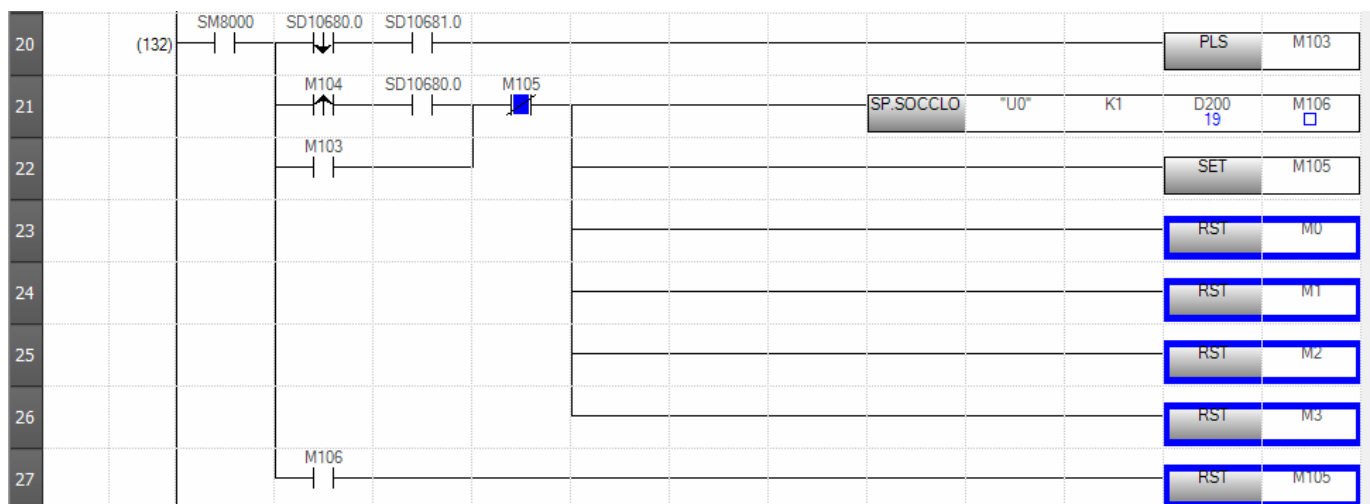 SM8000 SD10680.0 SD10681.0
20 (132) PLS M103
M104 SD10680.0 M105
21 SP.SOCCLO "U0" K1 D200 M106
19
M103
22 SET M105
23 RST M0
24 RST M1
25 RST M2
26 RST M3
M106
27 RST M105